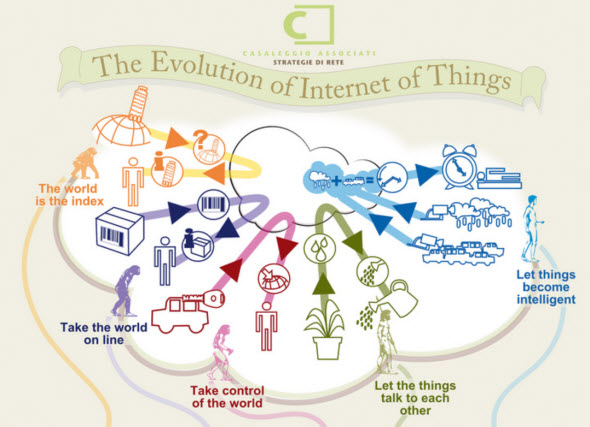 C
CASALEGGIO ASSOCIATI
STRATEGIE DI RETE
The Evolution of Internet of Things
?
+ =
The world
is the index
Take the world
on line
Take control
of the world
Let the things
talk to each
other
Let things
become
intelligent